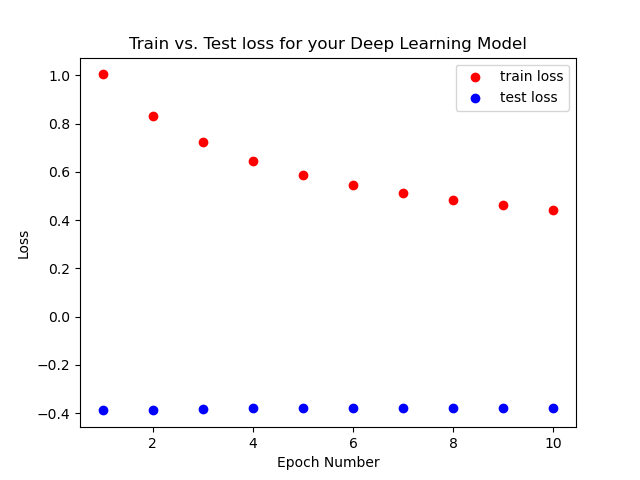 Train vs. Test loss for your Deep Learning Model
train loss
test loss
1.0
0.8
0.6
0.4
0.2
0.0
−0.2
−0.4
Loss
2 4 6 8 10
Epoch Number